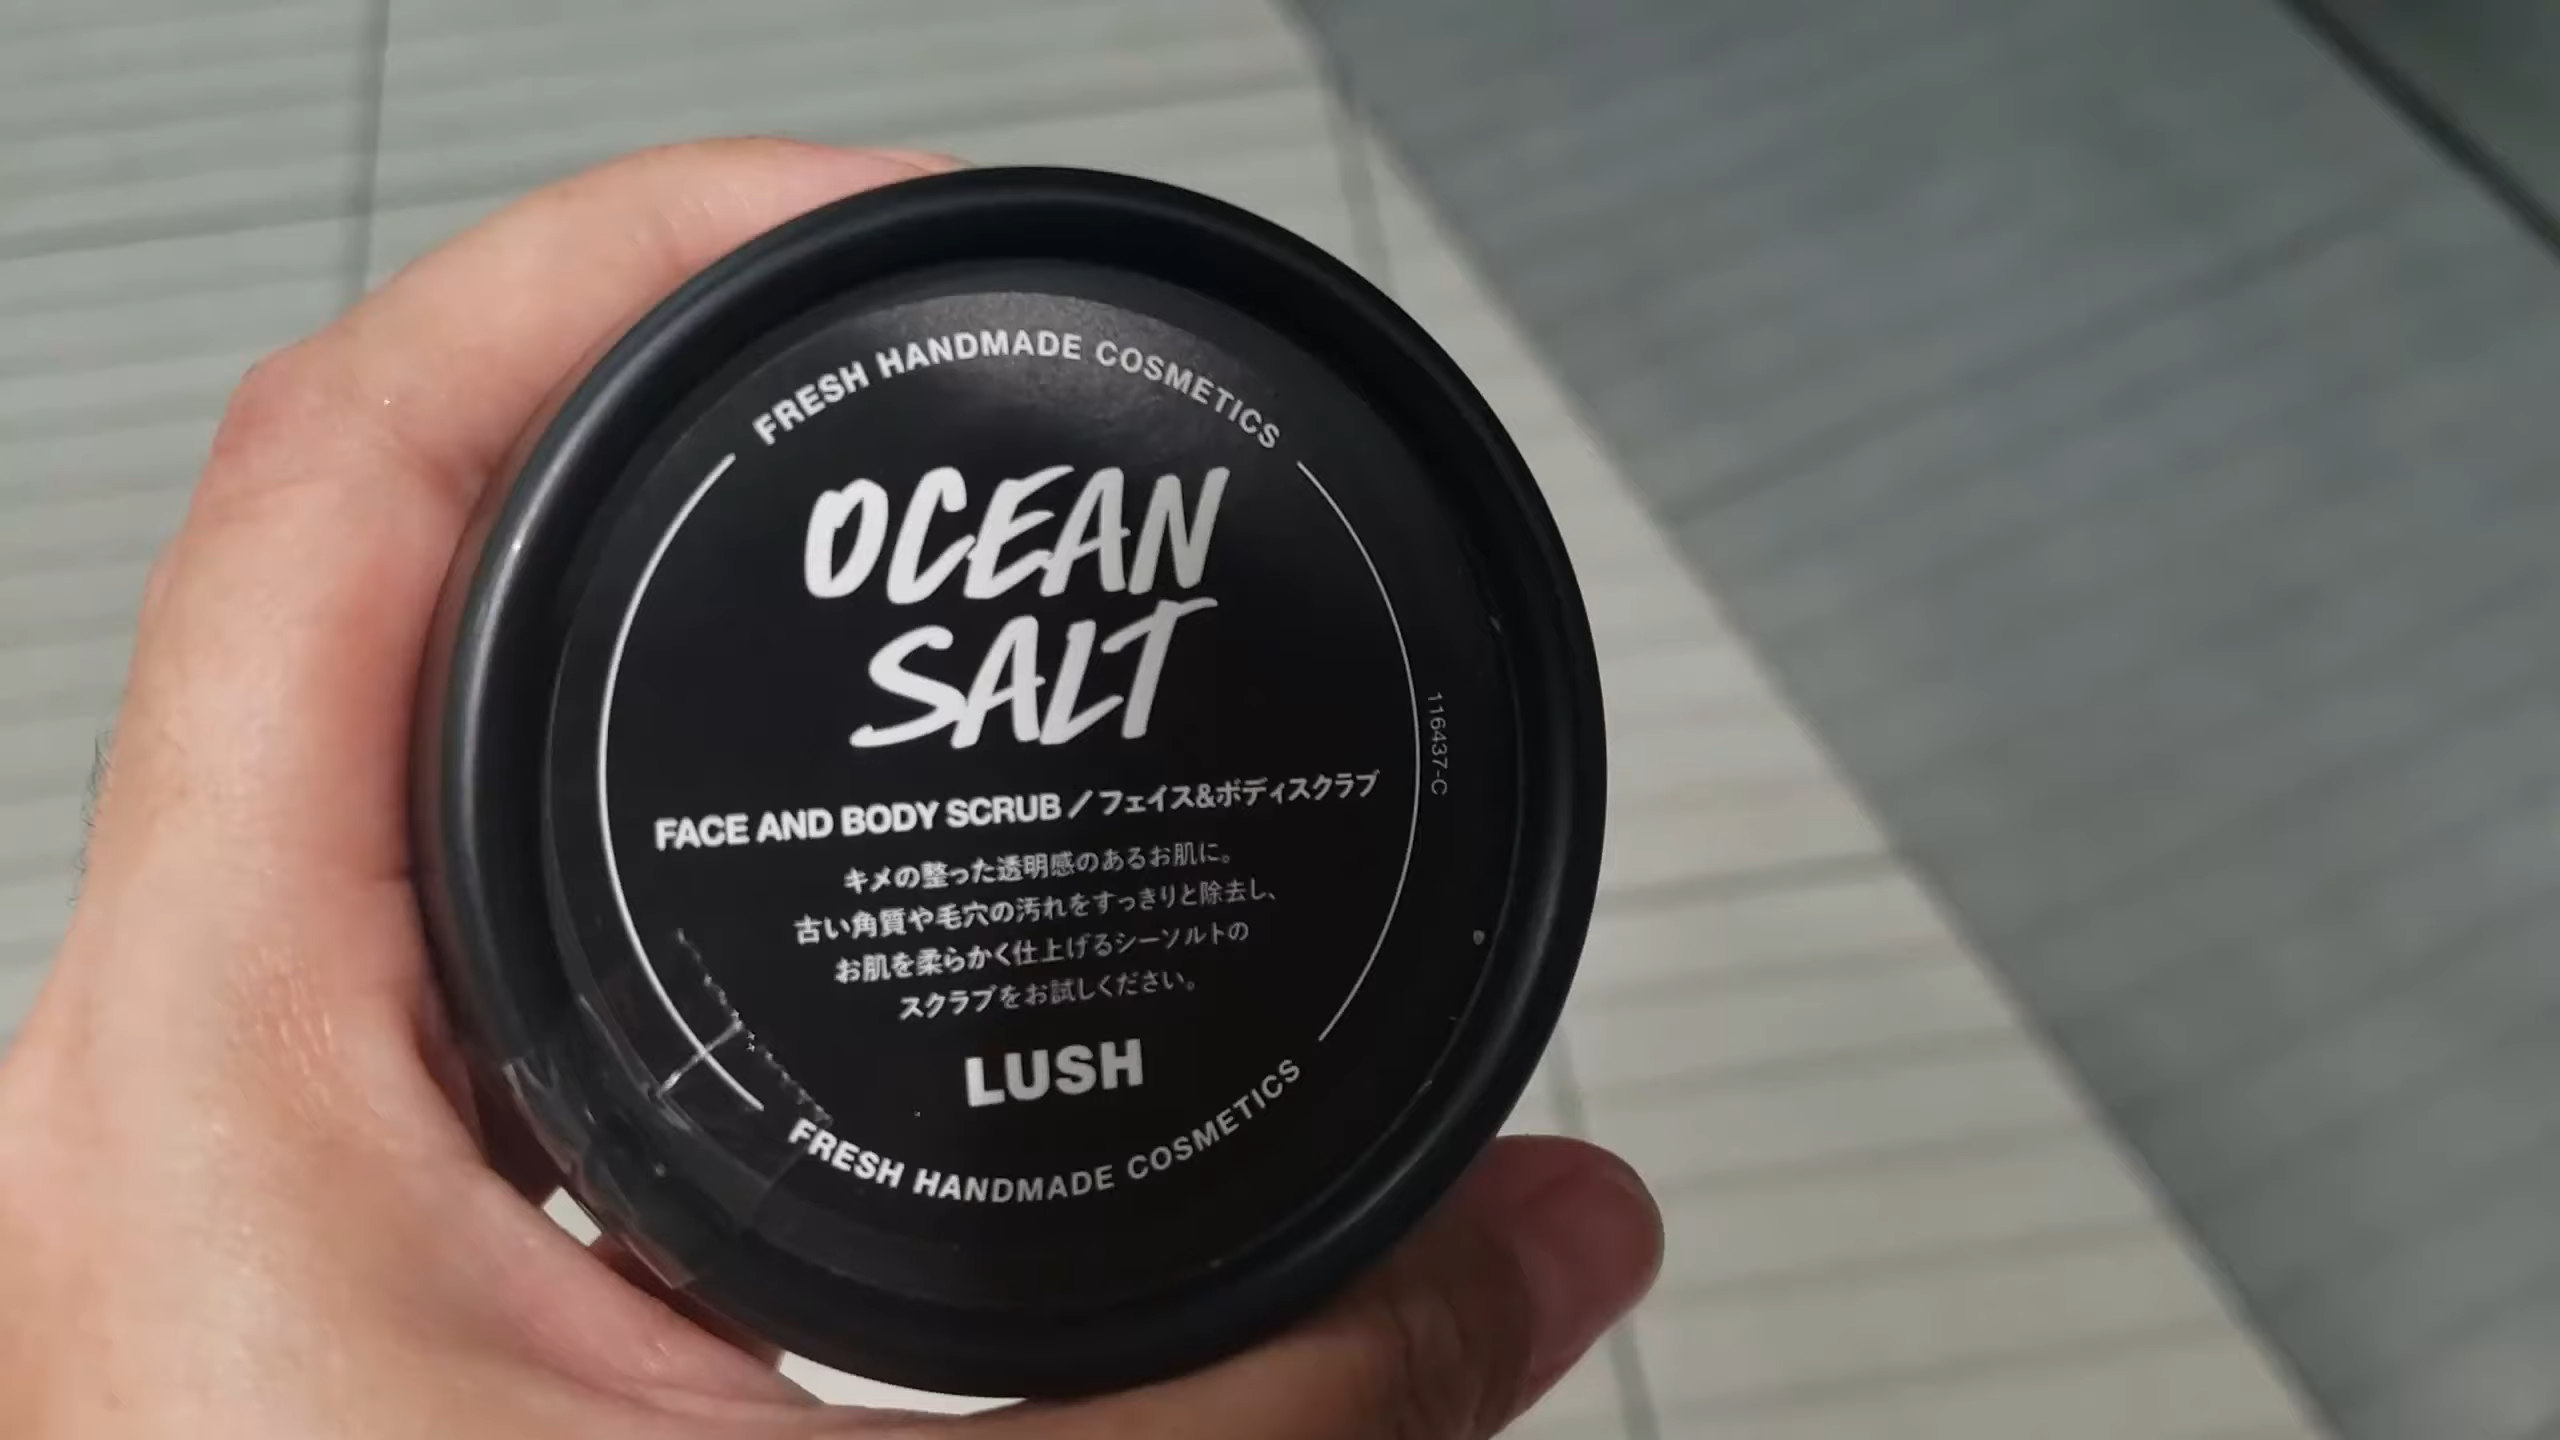 FRESH HANDMADE COSMETICS
OCEAN
SALT
FACE AND BODY SCRUB／フェイス&ボディスクラブ
キメの整った透明感のあるお肌に。
古い角質や毛穴の汚れをすっきりと除去し、
お肌を柔らかく仕上げるシーソルトの
スクラブをお試しください。
LUSH
FRESH HANDMADE COSMETICS
116437-C